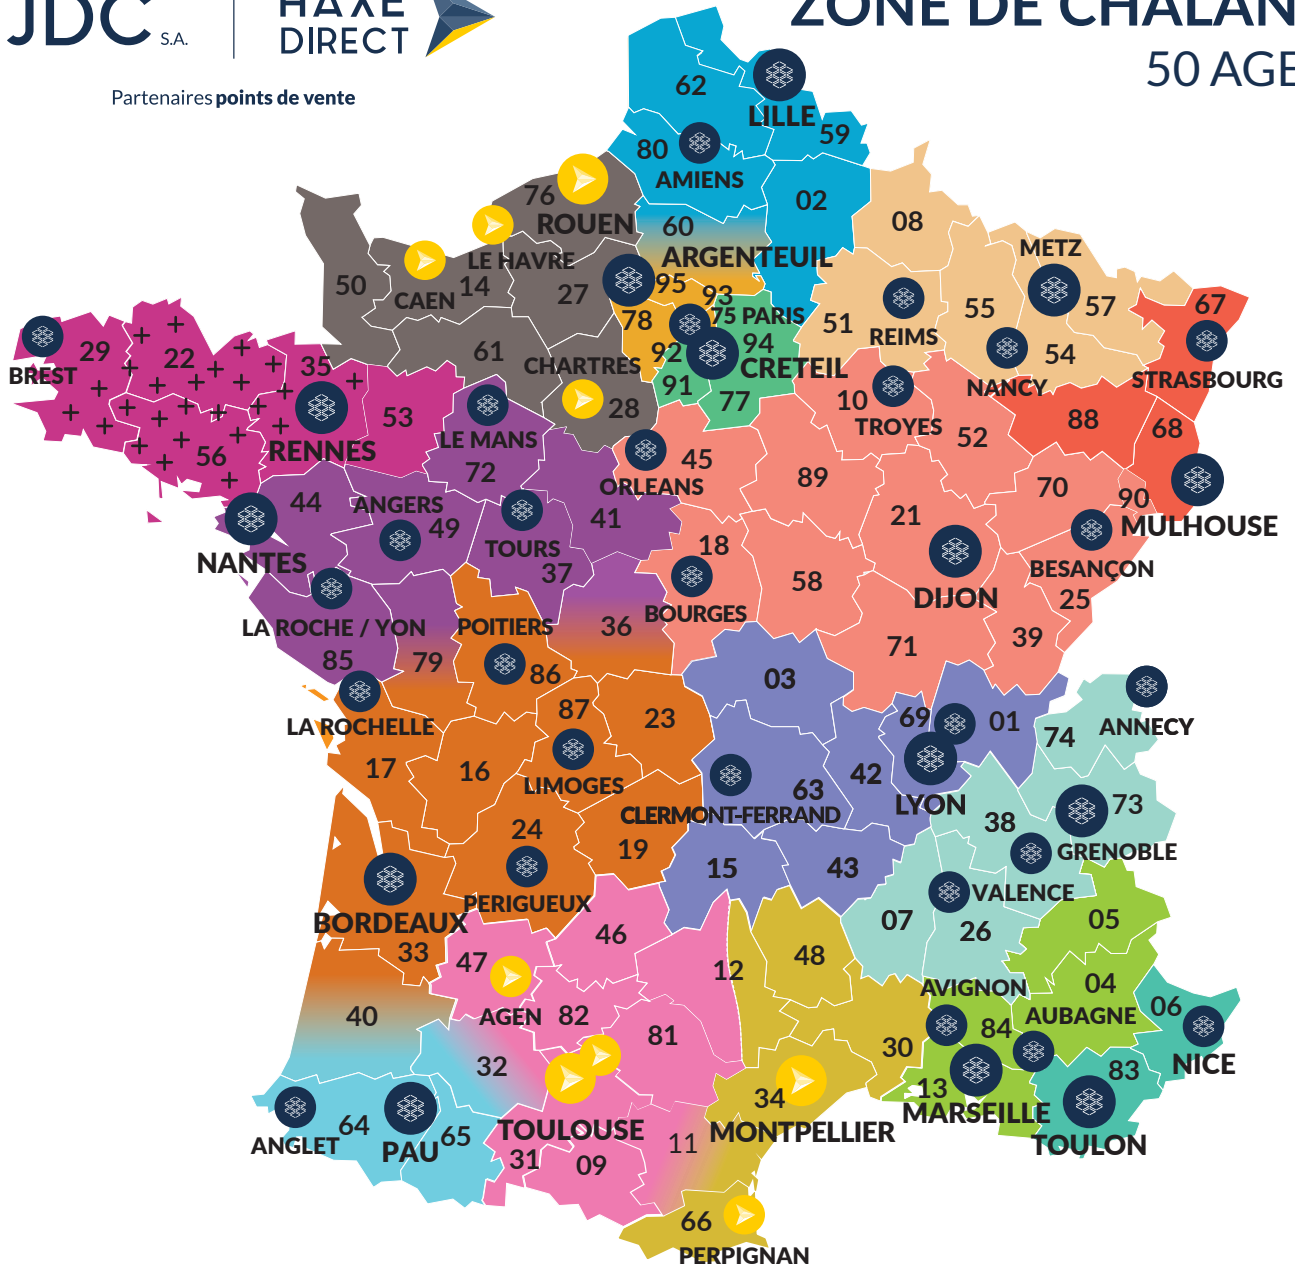 JDC S.A.
HAXE
DIRECT
ZONE DE CHALAN
50 AGE
Partenaires points de vente
62
LILLE
59
80
AMIENS
02
76
ROUEN
60
08
ARGENTEUIL
METZ
LE HAVRE
50
CAEN
14
27
95
93
55
57
67
78
75 PARIS
51
REIMS
29
22
35
61
92
94
54
BREST
CHARTRES
CRETEIL
NANCY
STRASBOURG
91
77
10
28
53
TROYES
88
68
LE MANS
52
RENNES
56
72
45
ORLEANS
89
70
90
44
ANGERS
49
41
21
MULHOUSE
TOURS
18
NANTES
37
58
BESANÇON
DIJON
25
BOURGES
LA ROCHE / YON
POITIERS
36
39
85
79
86
71
03
LA ROCHELLE
87
23
69
01
ANNECY
74
17
16
LIMOGES
42
63
LYON
73
CLERMONT-FERRAND
38
24
19
GRENOBLE
15
43
PERIGUEUX
VALENCE
BORDEAUX
07
05
33
46
26
47
12
48
AVIGNON
04
AGEN
82
AUBAGNE
06
40
81
84
30
32
NICE
83
13
34
MARSEILLE
64
PAU
65
TOULOUSE
MONTPELLIER
ANGLET
TOULON
31
09
11
66
PERPIGNAN